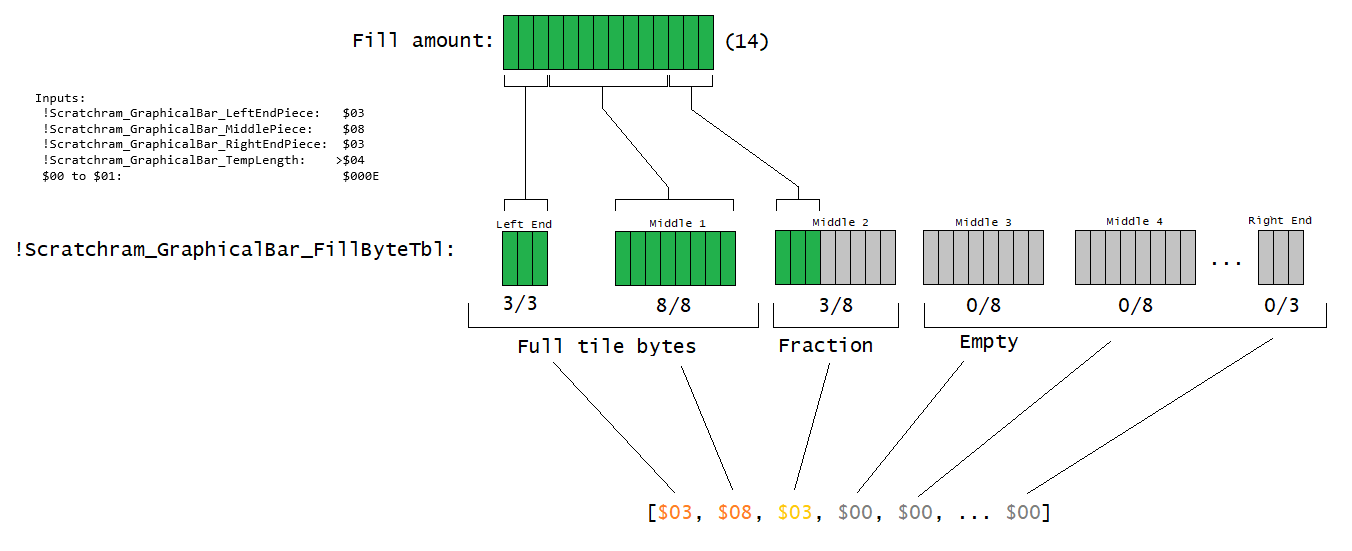 Fill amount: (14)
Inputs:
!Scratchram_GraphicalBar_LeftEndPiece: $03
!Scratchram_GraphicalBar_MiddlePiece: $08
!Scratchram_GraphicalBar_RightEndPiece: $03
!Scratchram_GraphicalBar_TempLength: >$04
$00 to $01: $000E
Left End Middle 1 Middle 2 Middle 3 Middle 4 Right End
!Scratchram_GraphicalBar_FillByteTbl: ...
3/3 8/8 3/8 0/8 0/8 0/3
Full tile bytes Fraction Empty
[$03, $08, $03, $00, $00, ... $00]